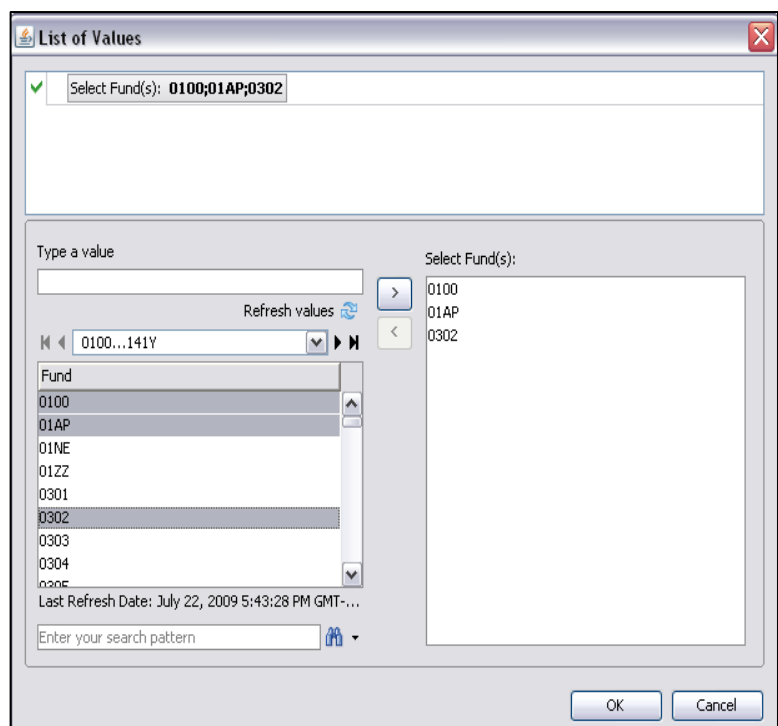 List of Values
Select Fund(s): 0100;01AP;0302
Type a value
Refresh values
0100...141Y
Fund
0100
01AP
01NE
01ZZ
0301
0302
0303
0304
0305
Last Refresh Date: July 22, 2009 5:43:28 PM GMT-...
Enter your search pattern
>
<
Select Fund(s):
0100
01AP
0302
OK
Cancel